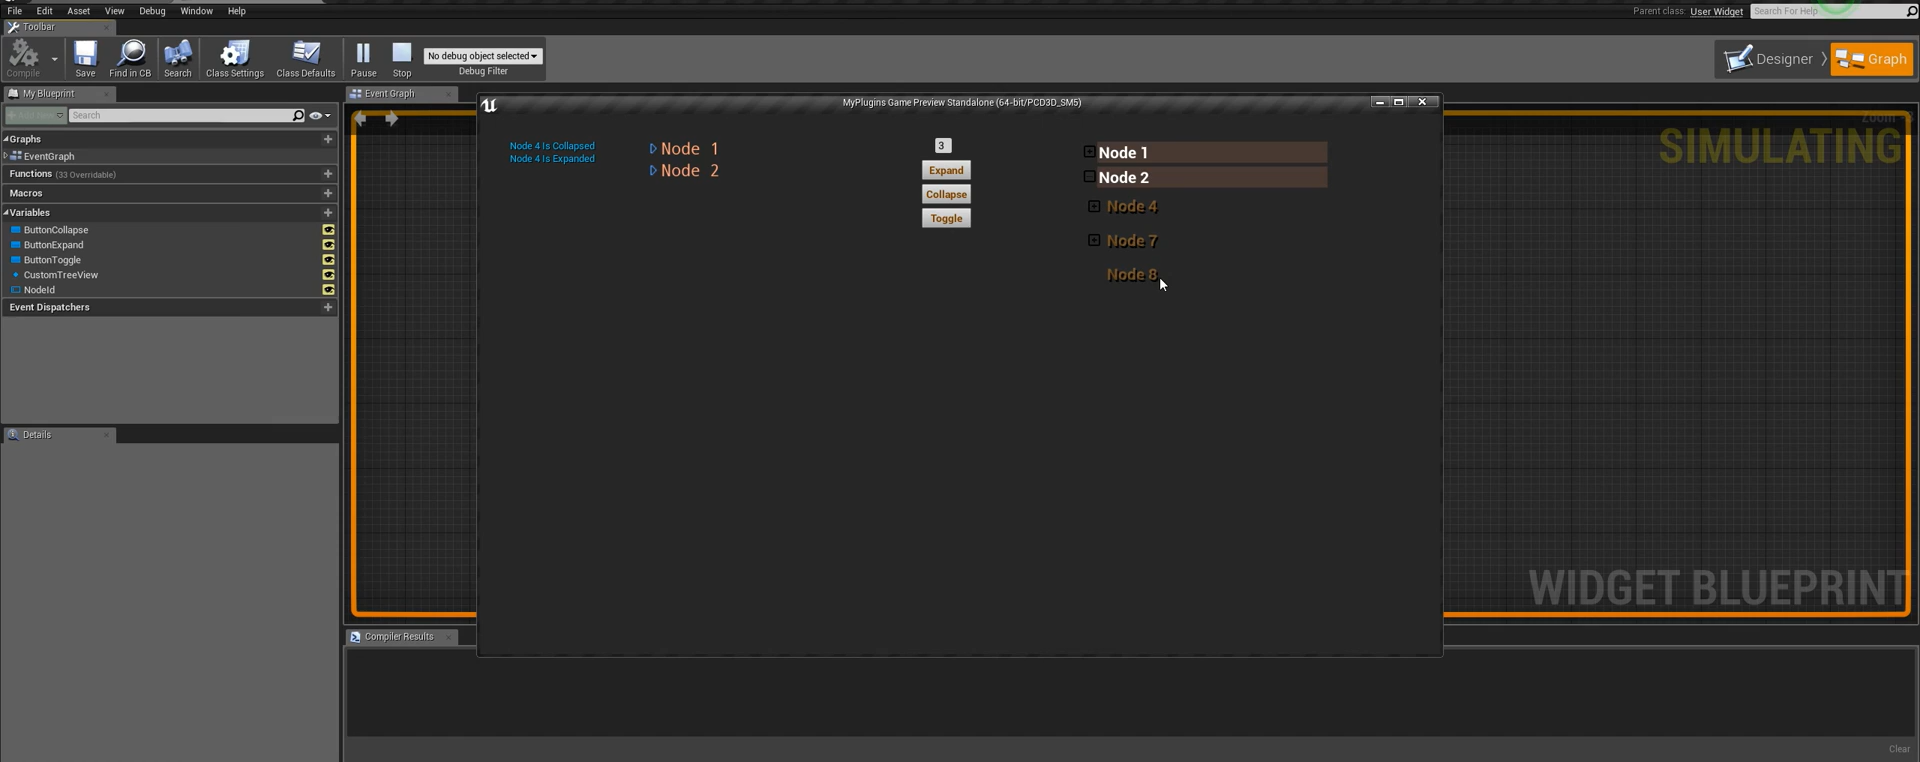 File Edit Asset View Debug Window Help
Parent class: User Widget Search For Help
Toolbar
Compile Save Find in CB Search Class Settings Class Defaults Pause Stop
No debug object selected
Debug Filter
Designer Graph
My Blueprint
Search
Event Graph
Graphs
EventGraph
Functions (33 Overridable)
Macros
Variables
ButtonCollapse
ButtonExpand
ButtonToggle
CustomTreeView
NodeId
Event Dispatchers
Details
MyPlugins Game Preview Standalone (64-bit/PCD3D_SM5)
Node 4 Is Collapsed
Node 4 Is Expanded
Node 1
Node 2
3
Expand
Collapse
Toggle
Node 1
Node 2
Node 4
Node 7
Node 8
SIMULATING
WIDGET BLUEPRINT
Compiler Results
Clear